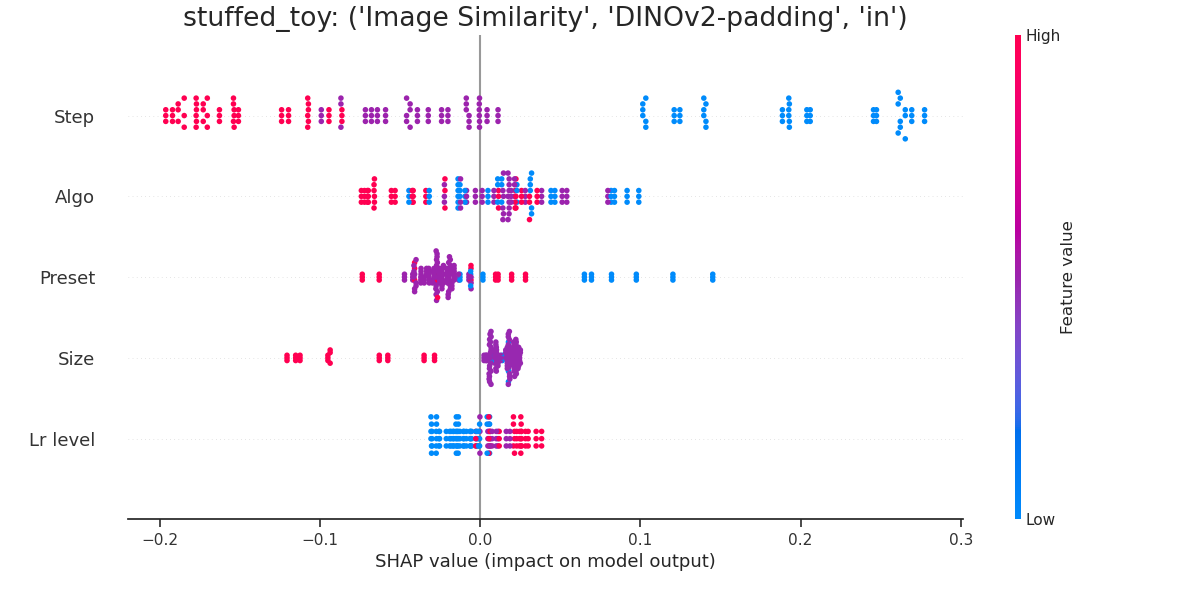 stuffed_toy: ('Image Similarity', 'DINOv2-padding', 'in')
High
Step
Algo
Preset
Size
Lr level
Feature value
Low
−0.2
−0.1
0.0
0.1
0.2
0.3
SHAP value (impact on model output)